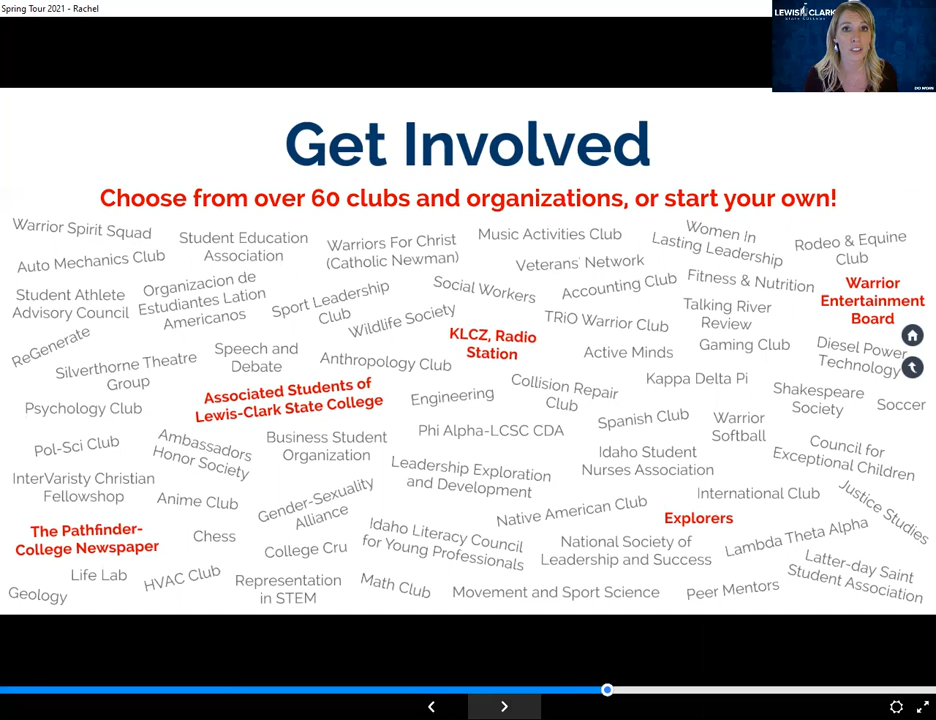 Spring Tour 2021 - Rachel
LEWIS CLARK
STATE COLLEGE
Get Involved
Choose from over 60 clubs and organizations, or start your own!
Warrior Spirit Squad
Student Education
Association
Warriors For Christ
(Catholic Newman)
Music Activities Club
Women In
Lasting Leadership
Rodeo & Equine
Club
Auto Mechanics Club
Veterans' Network
Student Athlete
Advisory Council
Organizacion de
Estudiantes Lation
Americanos
Sport Leadership
Club
Social Workers
Accounting Club
Fitness & Nutrition
Warrior
Entertainment
Board
Wildlife Society
TRiO Warrior Club
Talking River
Review
ReGenerate
Silverthorne Theatre
Group
Speech and
Debate
Anthropology Club
KLCZ, Radio
Station
Active Minds
Gaming Club
Diesel Power
Technology
Psychology Club
Associated Students of
Lewis-Clark State College
Engineering
Collision Repair
Club
Kappa Delta Pi
Shakespeare
Society
Soccer
Pol-Sci Club
Ambassadors
Honor Society
Business Student
Organization
Phi Alpha-LCSC CDA
Spanish Club
Warrior
Softball
Council for
Exceptional Children
InterVaristy Christian
Fellowshop
Anime Club
Gender-Sexuality
Alliance
Leadership Exploration
and Development
Idaho Student
Nurses Association
International Club
Justice Studies
The Pathfinder-
College Newspaper
Chess
College Cru
Idaho Literacy Council
for Young Professionals
Native American Club
Explorers
National Society of
Leadership and Success
Lambda Theta Alpha
Latter-day Saint
Student Association
Life Lab
Geology
HVAC Club
Representation
in STEM
Math Club
Movement and Sport Science
Peer Mentors